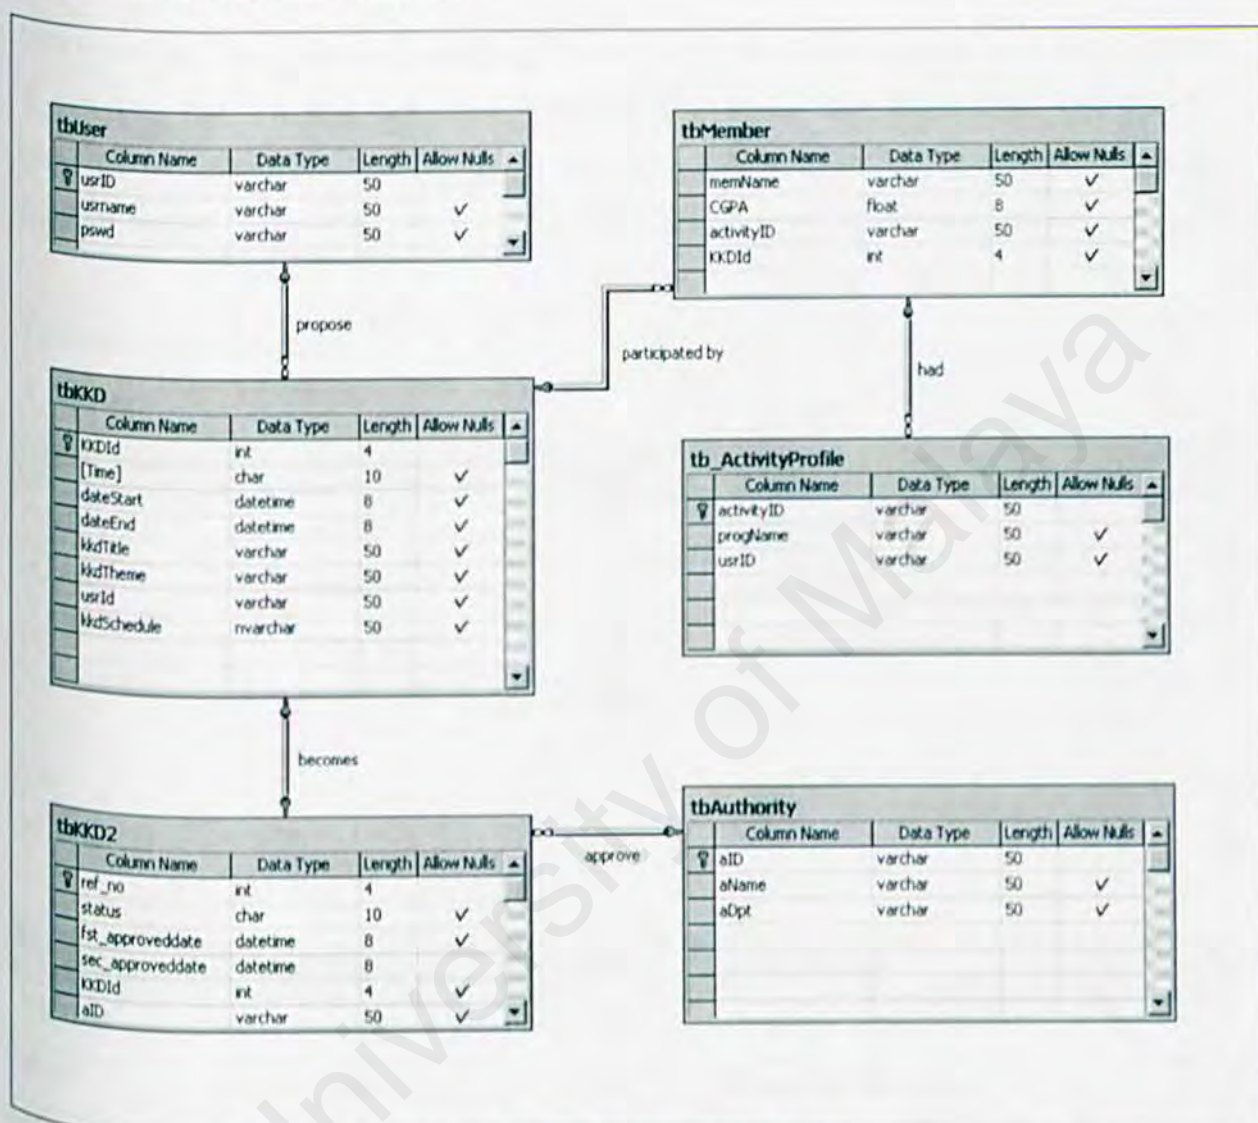 tbUser
Column Name Data Type Length Allow Nulls
usrID varchar 50
usrname varchar 50 ✓
pswd varchar 50 ✓
propose
tbMember
Column Name Data Type Length Allow Nulls
memName varchar 50 ✓
CGPA float 8 ✓
activityID varchar 50 ✓
KKDId int 4 ✓
participated by
had
tbKKD
Column Name Data Type Length Allow Nulls
KKDId int 4
[Time] char 10 ✓
dateStart datetime 8 ✓
dateEnd datetime 8 ✓
kkdTitle varchar 50 ✓
kkdTheme varchar 50 ✓
usrId varchar 50 ✓
kkdSchedule nvarchar 50 ✓
tb_ActivityProfile
Column Name Data Type Length Allow Nulls
activityID varchar 50
progName varchar 50 ✓
usrID varchar 50 ✓
becomes
tbKKD2
Column Name Data Type Length Allow Nulls
ref_no int 4
status char 10 ✓
fst_approveddate datetime 8 ✓
sec_approveddate datetime 8
KKDId int 4 ✓
aID varchar 50 ✓
approve
tbAuthority
Column Name Data Type Length Allow Nulls
aID varchar 50
aName varchar 50 ✓
aDpt varchar 50 ✓
University of Malaya